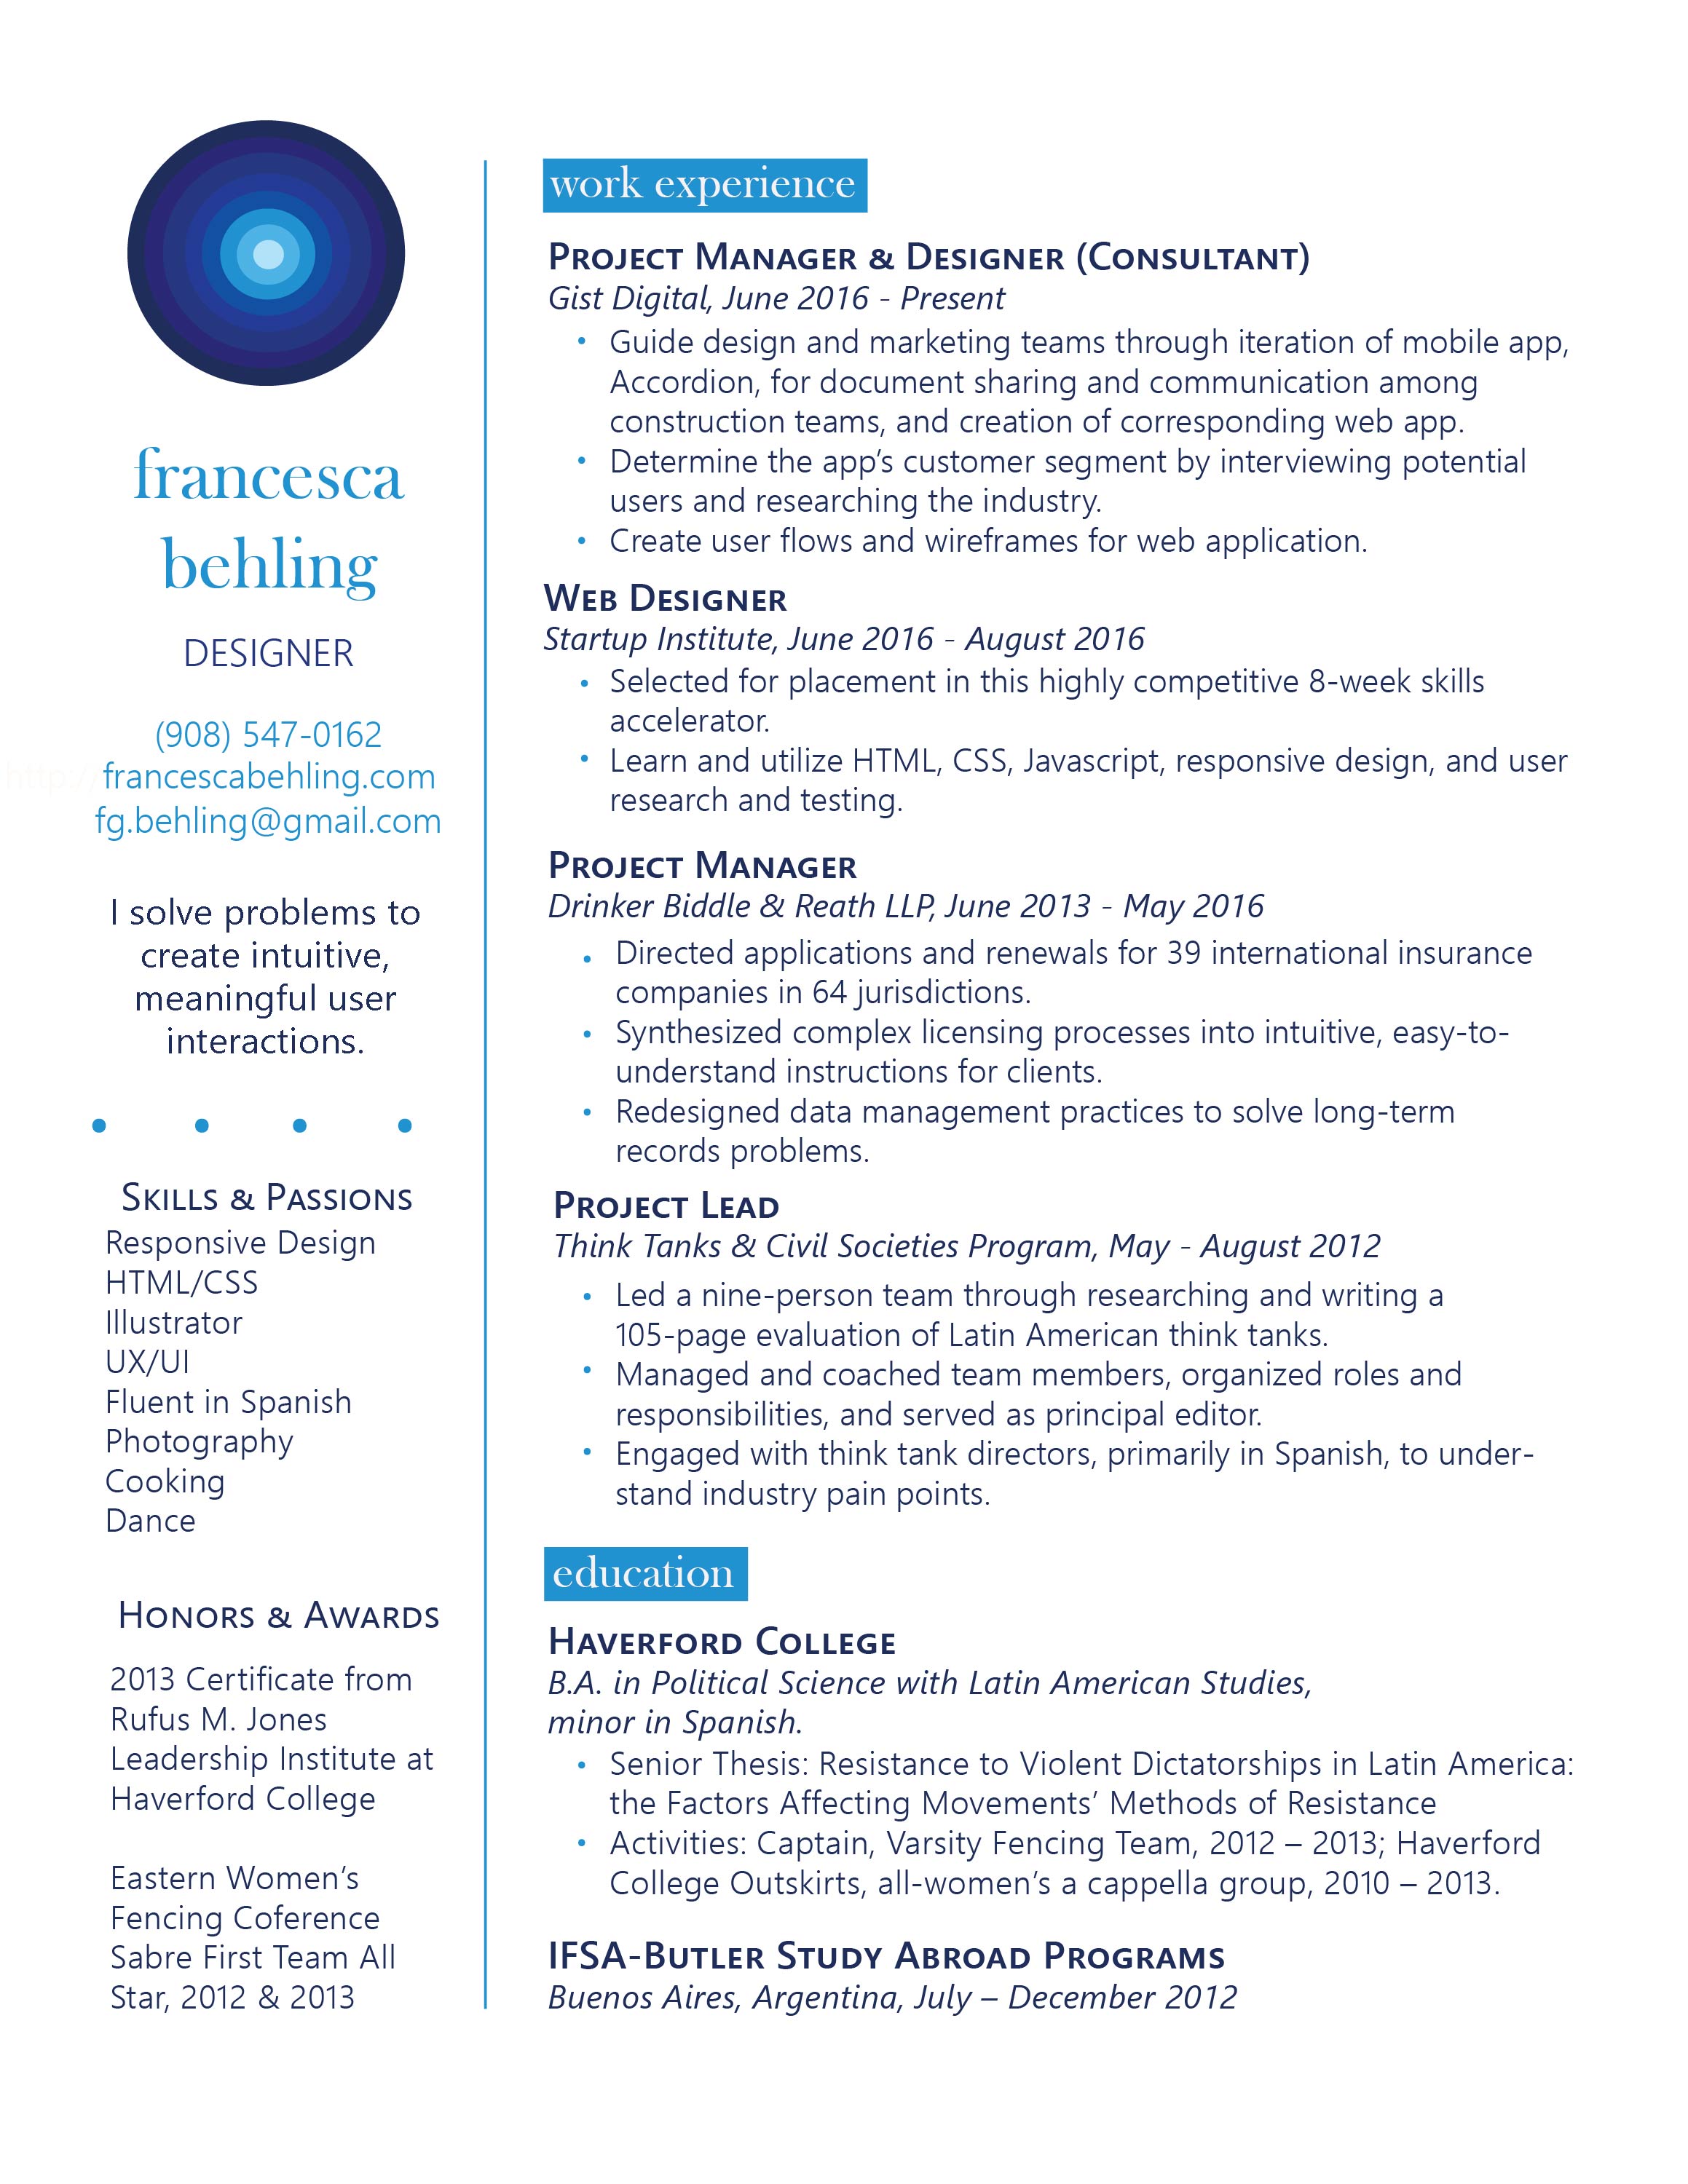 francesca
behling
DESIGNER
(908) 547-0162
http://francescabehling.com
fg.behling@gmail.com
I solve problems to
create intuitive,
meaningful user
interactions.
SKILLS & PASSIONS
Responsive Design
HTML/CSS
Illustrator
UX/UI
Fluent in Spanish
Photography
Cooking
Dance
HONORS & AWARDS
2013 Certificate from
Rufus M. Jones
Leadership Institute at
Haverford College
Eastern Women's
Fencing Coference
Sabre First Team All
Star, 2012 & 2013
work experience
PROJECT MANAGER & DESIGNER (CONSULTANT)
Gist Digital, June 2016 - Present
• Guide design and marketing teams through iteration of mobile app,
Accordion, for document sharing and communication among
construction teams, and creation of corresponding web app.
• Determine the app's customer segment by interviewing potential
users and researching the industry.
• Create user flows and wireframes for web application.
WEB DESIGNER
Startup Institute, June 2016 - August 2016
• Selected for placement in this highly competitive 8-week skills
accelerator.
• Learn and utilize HTML, CSS, Javascript, responsive design, and user
research and testing.
PROJECT MANAGER
Drinker Biddle & Reath LLP, June 2013 - May 2016
• Directed applications and renewals for 39 international insurance
companies in 64 jurisdictions.
• Synthesized complex licensing processes into intuitive, easy-to-
understand instructions for clients.
• Redesigned data management practices to solve long-term
records problems.
PROJECT LEAD
Think Tanks & Civil Societies Program, May - August 2012
• Led a nine-person team through researching and writing a
105-page evaluation of Latin American think tanks.
• Managed and coached team members, organized roles and
responsibilities, and served as principal editor.
• Engaged with think tank directors, primarily in Spanish, to under-
stand industry pain points.
education
HAVERFORD COLLEGE
B.A. in Political Science with Latin American Studies,
minor in Spanish.
• Senior Thesis: Resistance to Violent Dictatorships in Latin America:
the Factors Affecting Movements' Methods of Resistance
• Activities: Captain, Varsity Fencing Team, 2012 – 2013; Haverford
College Outskirts, all-women's a cappella group, 2010 – 2013.
IFSA-BUTLER STUDY ABROAD PROGRAMS
Buenos Aires, Argentina, July – December 2012